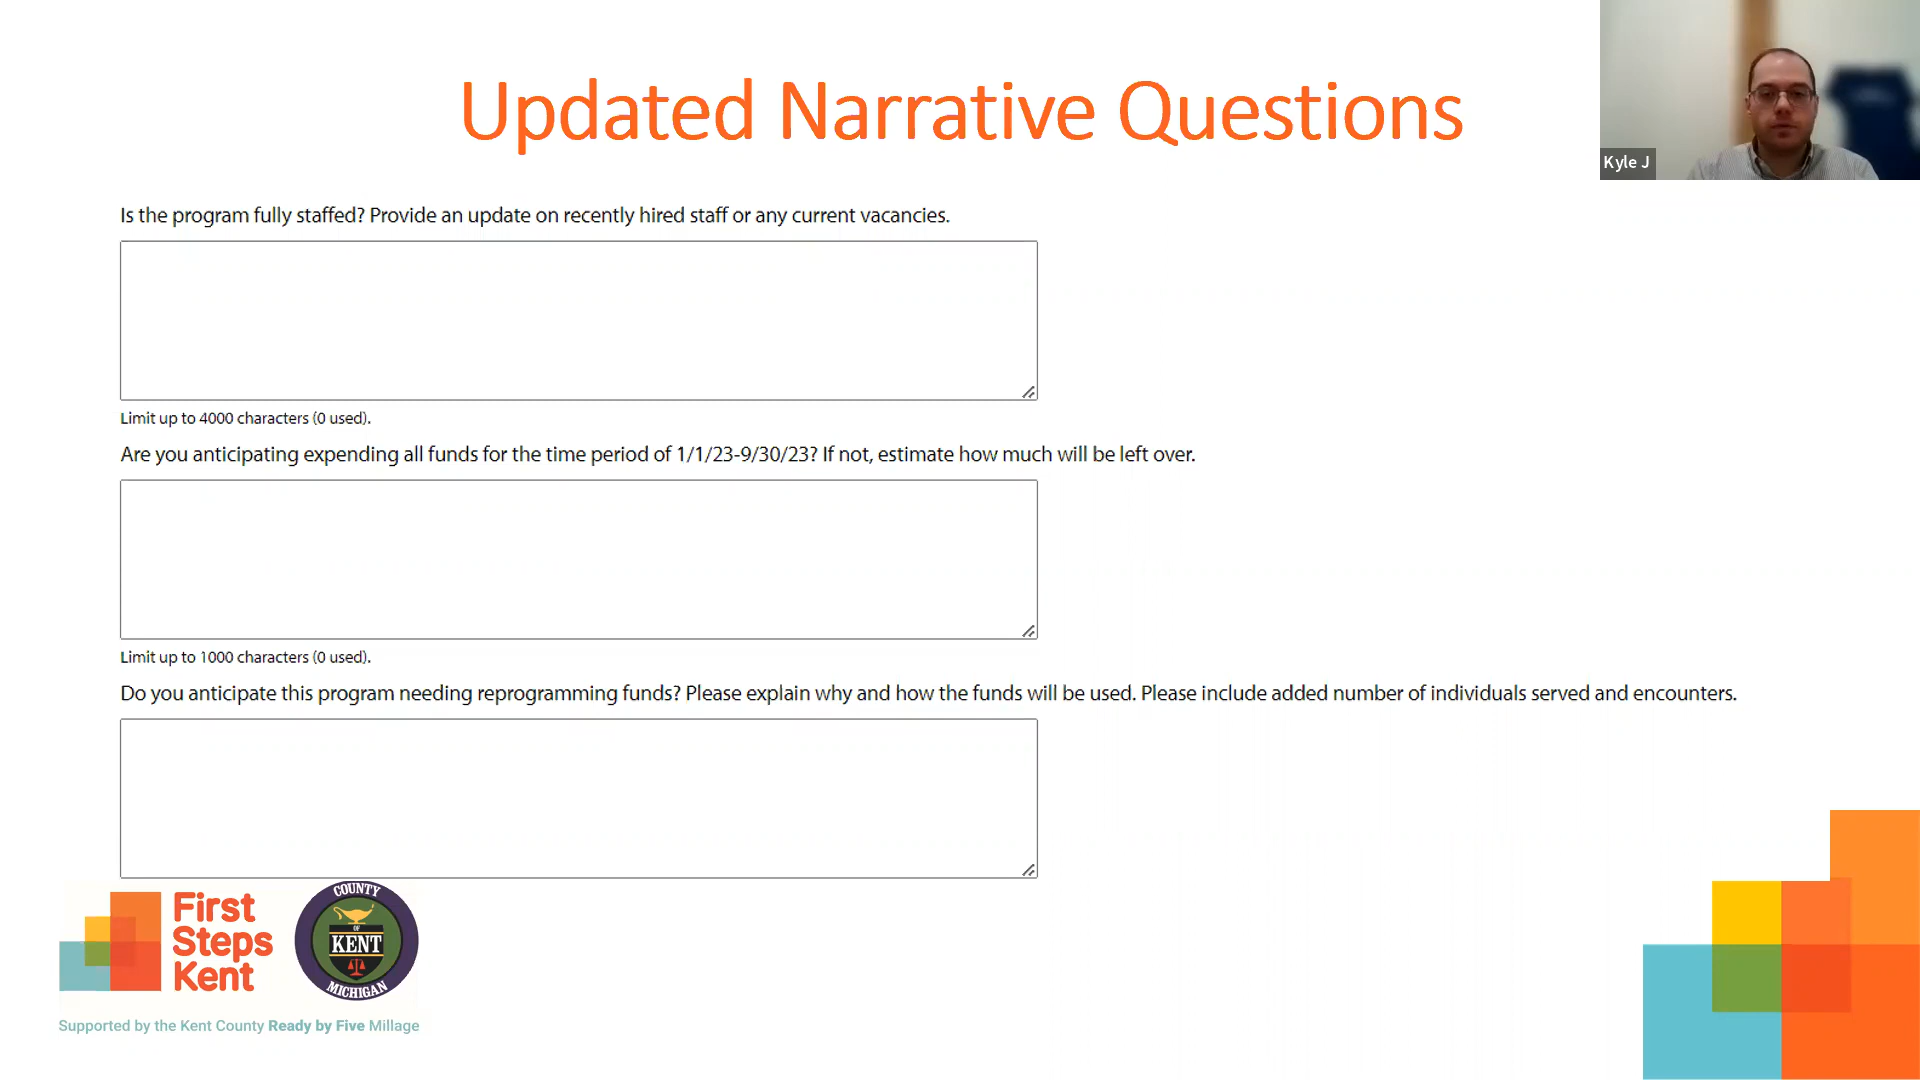 Updated Narrative Questions
Kyle J
Is the program fully staffed? Provide an update on recently hired staff or any current vacancies.
Limit up to 4000 characters (0 used).
Are you anticipating expending all funds for the time period of 1/1/23-9/30/23? If not, estimate how much will be left over.
Limit up to 1000 characters (0 used).
Do you anticipate this program needing reprogramming funds? Please explain why and how the funds will be used. Please include added number of individuals served and encounters.
First
Steps
Kent
COUNTY
OF
KENT
MICHIGAN
Supported by the Kent County Ready by Five Millage